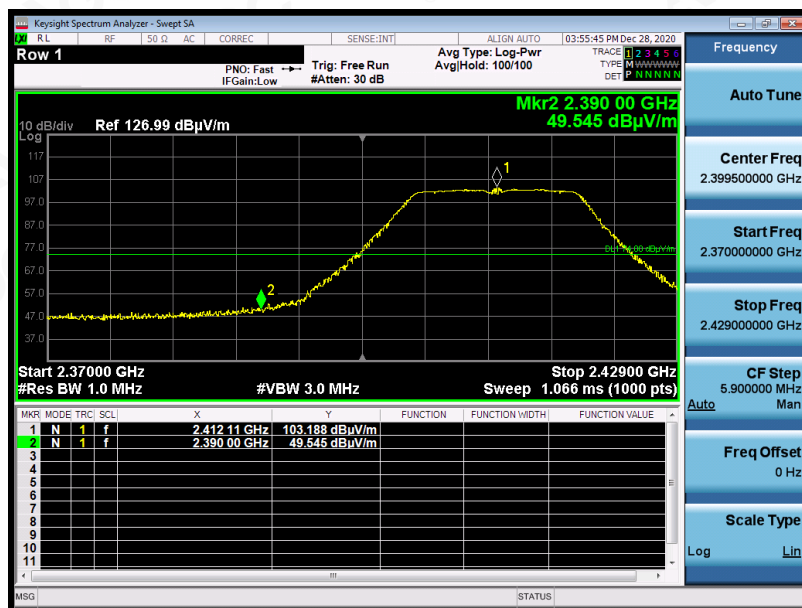 Keysight Spectrum Analyzer - Swept SA
LXI RL RF 50 Ω AC CORREC SENSE:INT ALIGN AUTO 03:55:45 PM Dec 28, 2020
Row 1
PNO: Fast
IFGain:Low
Trig: Free Run
#Atten: 30 dB
Avg Type: Log-Pwr
Avg|Hold: 100/100
TRACE 1 2 3 4 5 6
TYPE M W W W W W
DET P N N N N N
Mkr2 2.390 00 GHz
49.545 dBµV/m
10 dB/div Ref 126.99 dBµV/m
Log
117
107
97.0
87.0
77.0
67.0
57.0
47.0
37.0
1
2
Start 2.37000 GHz
Stop 2.42900 GHz
#Res BW 1.0 MHz
#VBW 3.0 MHz
Sweep 1.066 ms (1000 pts)
MKR MODE TRC SCL X Y FUNCTION FUNCTION WIDTH FUNCTION VALUE
1 N 1 f 2.412 11 GHz 103.188 dBµV/m
2 N 1 f 2.390 00 GHz 49.545 dBµV/m
3
4
5
6
7
8
9
10
11
MSG
STATUS
Frequency
Auto Tune
Center Freq
2.399500000 GHz
Start Freq
2.370000000 GHz
Stop Freq
2.429000000 GHz
CF Step
5.900000 MHz
Auto Man
Freq Offset
0 Hz
Scale Type
Log Lin